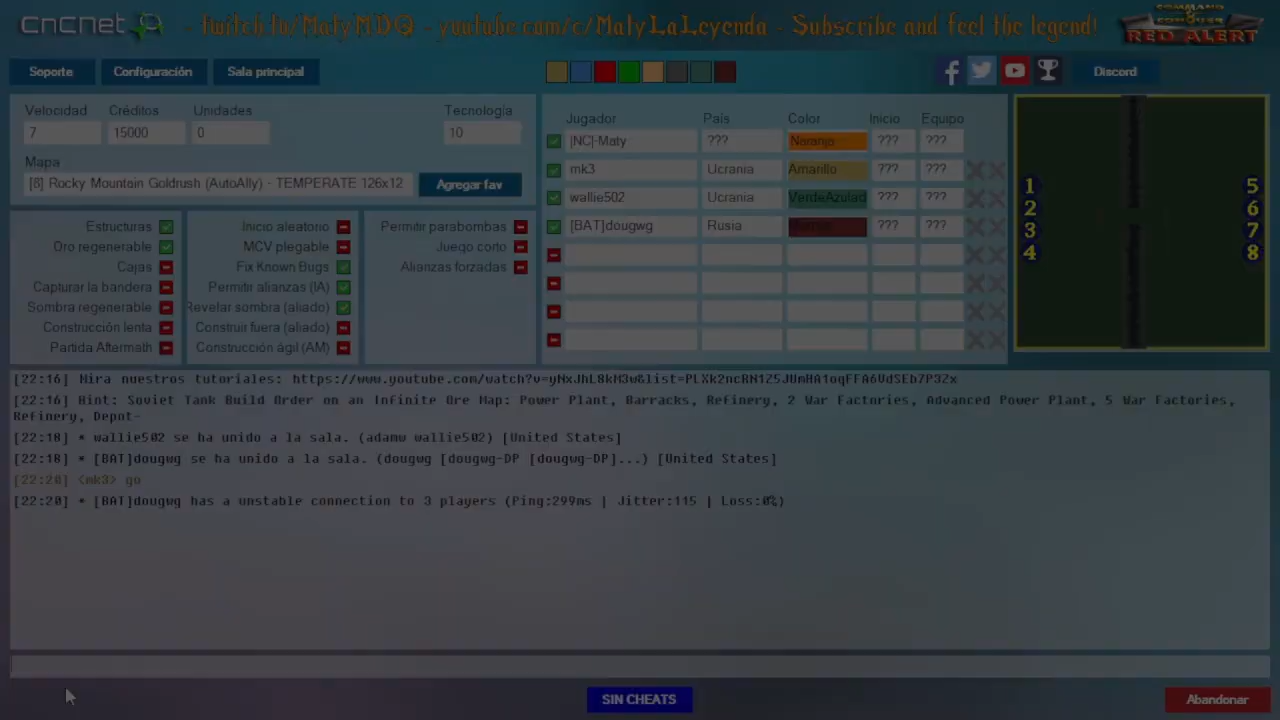 cncnet - Twitch.tv/MatyMDQ - youtube.com/c/MatyLaLeyenda - Subscribe and feel the legend! COMMAND & CONQUER RED ALERT
Soporte Configuración Sala principal Discord
Velocidad Créditos Unidades Tecnología
7 15000 0 10
Mapa
[8] Rocky Mountain Goldrush (AutoAlly) - TEMPERATE 126x12 Agregar fav
Estructuras
Oro regenerable
Cajas
Capturar la bandera
Sombra regenerable
Construcción lenta
Partida Aftermath
Inicio aleatorio
MCV plegable
Fix Known Bugs
Permitir alianzas (IA)
Revelar sombra (aliado)
Construir fuera (aliado)
Construcción ágil (AM)
Permitir parabombas
Juego corto
Alianzas forzadas
Jugador País Color Inicio Equipo
|NC|-Maty ??? Naranja ??? ???
mk3 Ucrania Amarillo ??? ???
wallie502 Ucrania VerdeAzulad ??? ???
[BAT]dougwg Rusia ??? ???
1 5
2 6
3 7
4 8
[22:16] Mira nuestros tutoriales:
[22:16] Hint: Soviet Tank Build Order on an Infinite Ore Map: Power Plant, Barracks, Refinery, 2 War Factories, Advanced Power Plant, 5 War Factories,
Refinery, Depot-
[22:18] * wallie502 se ha unido a la sala. (adamw wallie502) [United States]
[22:18] * [BAT]dougwg se ha unido a la sala. (dougwg [dougwg-DP [dougwg-DP]...) [United States]
[22:20] <mk3> go
[22:20] * [BAT]dougwg has a unstable connection to 3 players (Ping:299ms | Jitter:115 | Loss:0%)
SIN CHEATS Abandonar